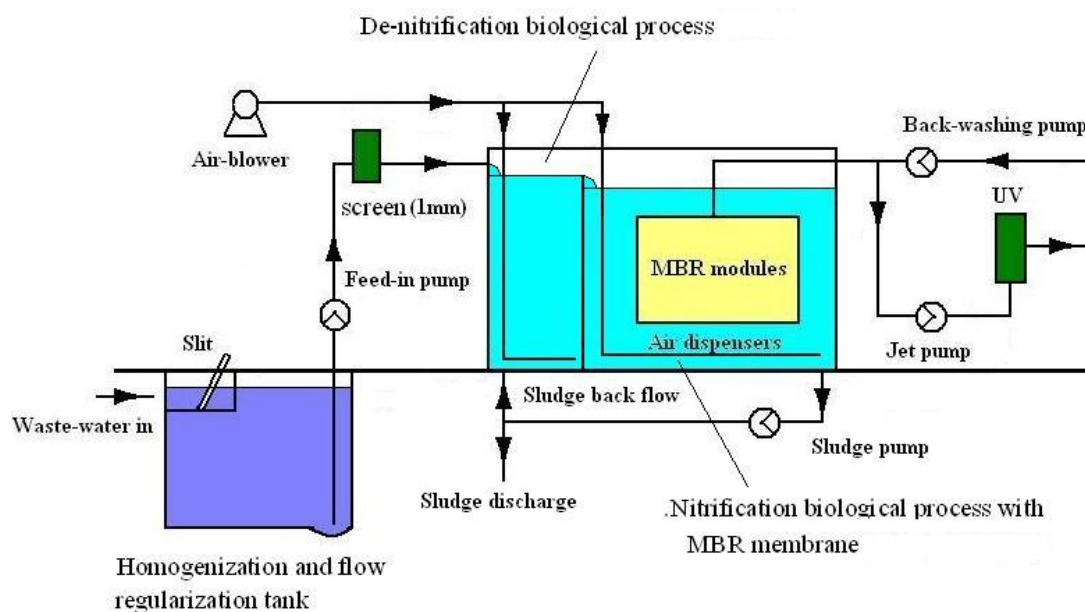 De-nitrification biological process
Air-blower
Back-washing pump
UV
screen (1mm)
MBR modules
Feed-in pump
Air dispensers
Jet pump
Slit
Waste-water in
Sludge back flow
Sludge pump
Sludge discharge
.Nitrification biological process with
MBR membrane
Homogenization and flow
regularization tank